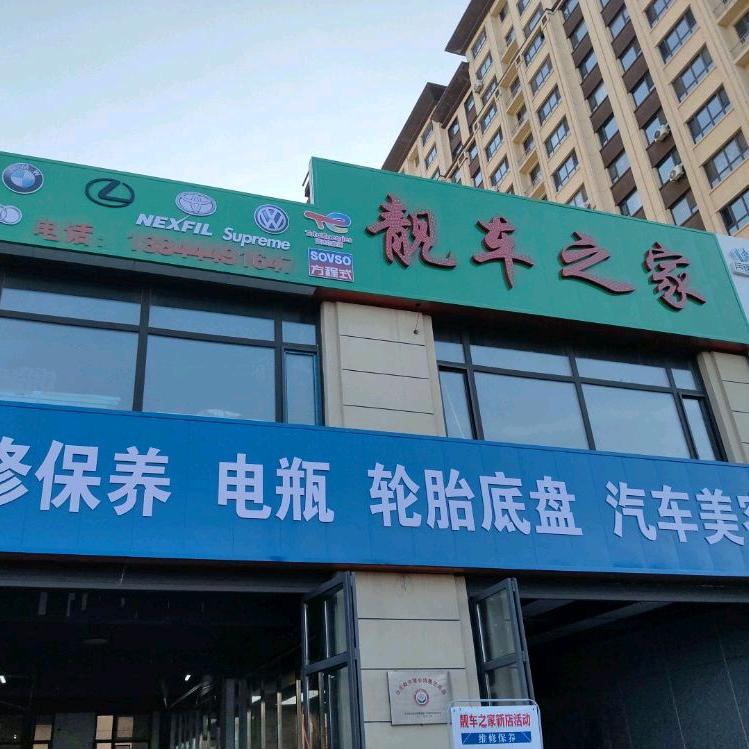 靓车之家
NEXFIL Supreme
TotalEnergies
电话：13844491647
SOVSO
方程式
修保养 电瓶 轮胎底盘 汽车美容
靓车之家新店活动
维修保养